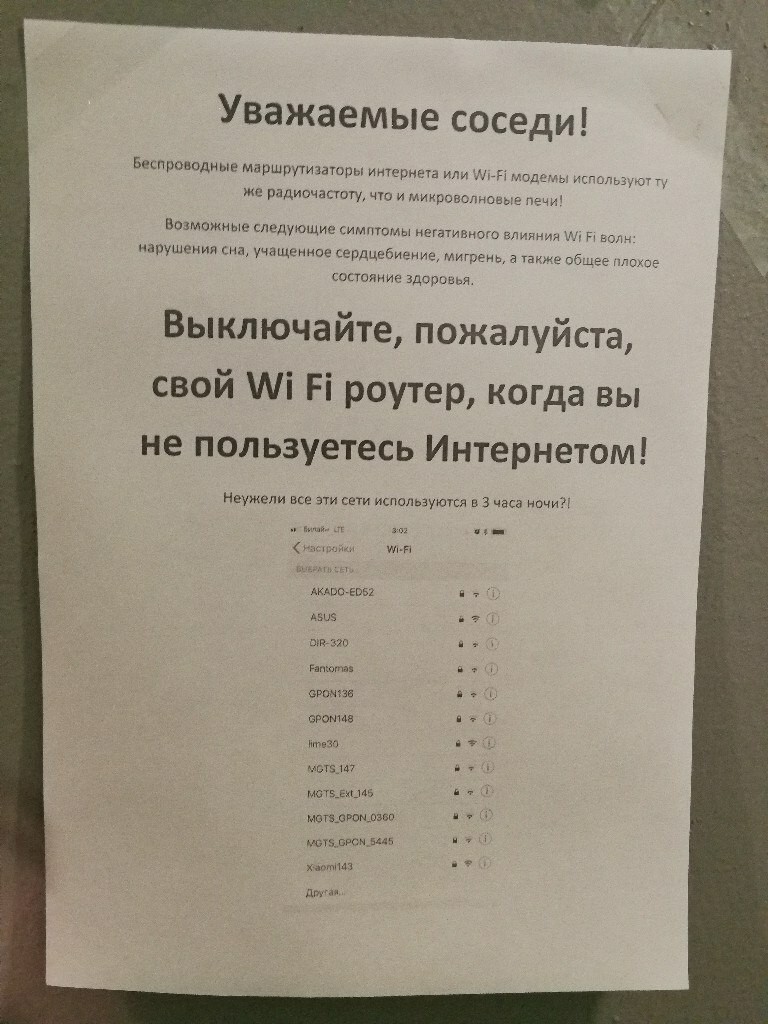 Уважаемые соседи!
Беспроводные маршрутизаторы интернета или Wi-Fi модемы используют ту
же радиочастоту, что и микроволновые печи!
Возможные следующие симптомы негативного влияния Wi Fi волн:
нарушения сна, учащенное сердцебиение, мигрень, а также общее плохое
состояние здоровья.
Выключайте, пожалуйста,
свой Wi Fi роутер, когда вы
не пользуетесь Интернетом!
Неужели все эти сети используются в 3 часа ночи?!
Билайн LTE 3:02
Настройки Wi-Fi
ВЫБРАТЬ СЕТЬ...
AKADO-ED52
ASUS
DIR-320
Fantomas
GPON136
GPON148
lime30
MGTS_147
MGTS_Ext_145
MGTS_GPON_0360
MGTS_GPON_5445
Xiaomi143
Другая...